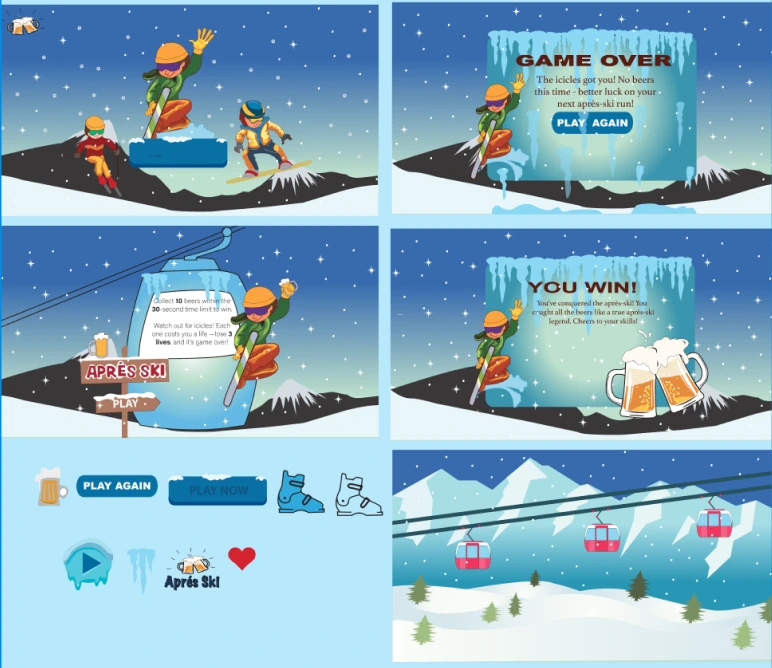 GAME OVER
The icicles got you! No beers
this time - better luck on your
next après-ski run!
PLAY AGAIN
Collect 10 beers within the
30-second time limit to win.
Watch out for icicles! Each
one costs you a life —lose 3
lives, and it's game over!
APRÉS SKI
PLAY
YOU WIN!
You've conquered the après-ski! You
caught all the beers like a true après-ski
legend. Cheers to your skills!
PLAY AGAIN
PLAY NOW
Aprés Ski